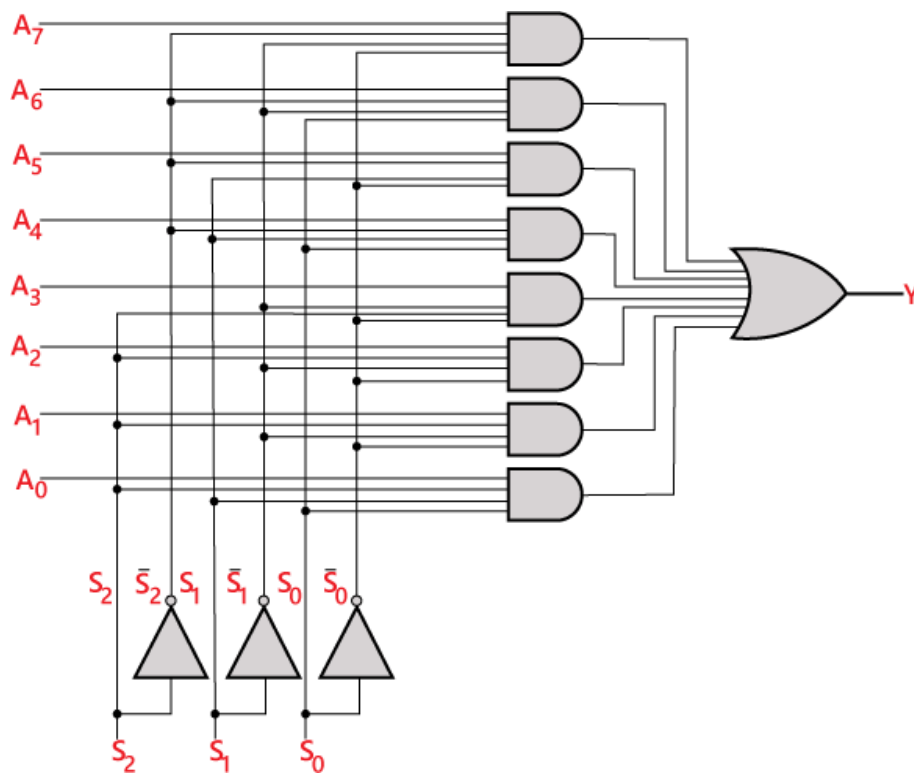 A₇
A₆
A₅
A₄
A₃
Y
A₂
A₁
A₀
S₂ S̄₂ S₁ S̄₁ S₀ S̄₀
S₂ S₁ S₀